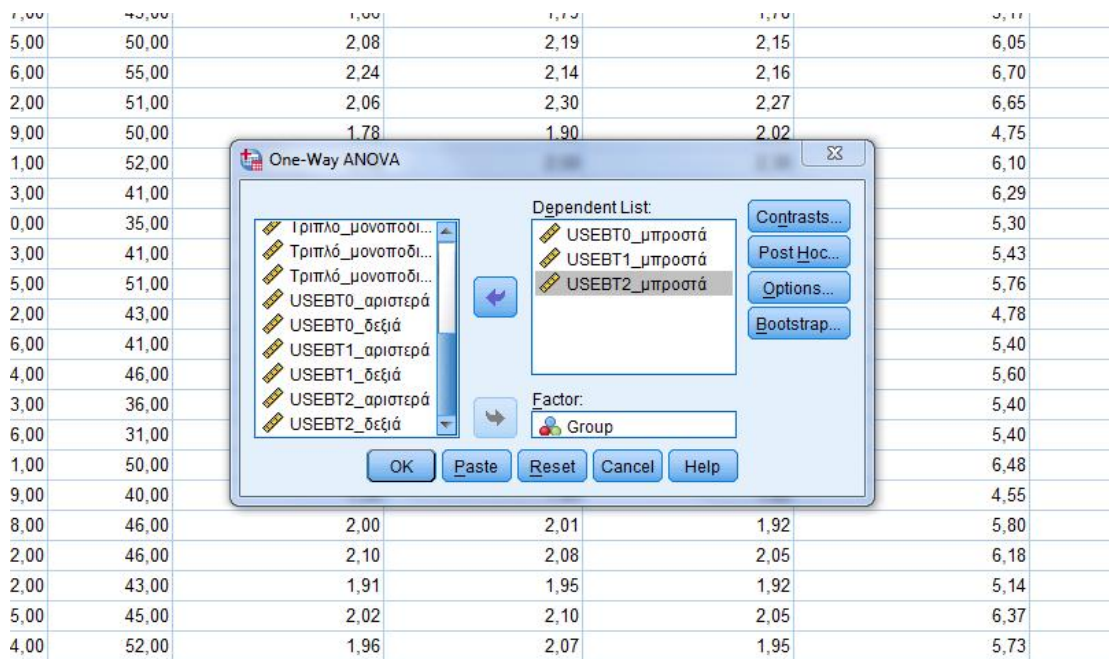 5,00 50,00 2,08 2,19 2,15 6,05
6,00 55,00 2,24 2,14 2,16 6,70
2,00 51,00 2,06 2,30 2,27 6,65
9,00 50,00 1,78 1,90 2,02 4,75
1,00 52,00 6,10
One-Way ANOVA
3,00 41,00 6,29
0,00 35,00 5,30
3,00 41,00 5,43
5,00 51,00 5,76
2,00 43,00 4,78
6,00 41,00 5,40
4,00 46,00 5,60
3,00 36,00 5,40
6,00 31,00 5,40
1,00 50,00 6,48
9,00 40,00 4,55
Τριπλό_μονοποδι...
Τριπλό_μονοποδι...
USEBT0_αριστερά
USEBT0_δεξιά
USEBT1_αριστερά
USEBT1_δεξιά
USEBT2_αριστερά
USEBT2_δεξιά
Dependent List:
USEBT0_μπροστά
USEBT1_μπροστά
USEBT2_μπροστά
Factor:
Group
Contrasts...
Post Hoc...
Options...
Bootstrap...
OK Paste Reset Cancel Help
8,00 46,00 2,00 2,01 1,92 5,80
2,00 46,00 2,10 2,08 2,05 6,18
2,00 43,00 1,91 1,95 1,92 5,14
5,00 45,00 2,02 2,10 2,05 6,37
4,00 52,00 1,96 2,07 1,95 5,73